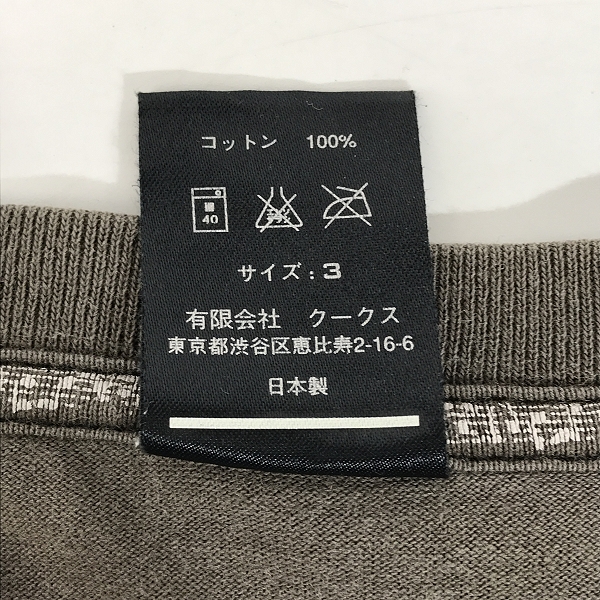 コットン 100%
40
サイズ：3
有限会社 クークス
東京都渋谷区恵比寿2-16-6
日本製